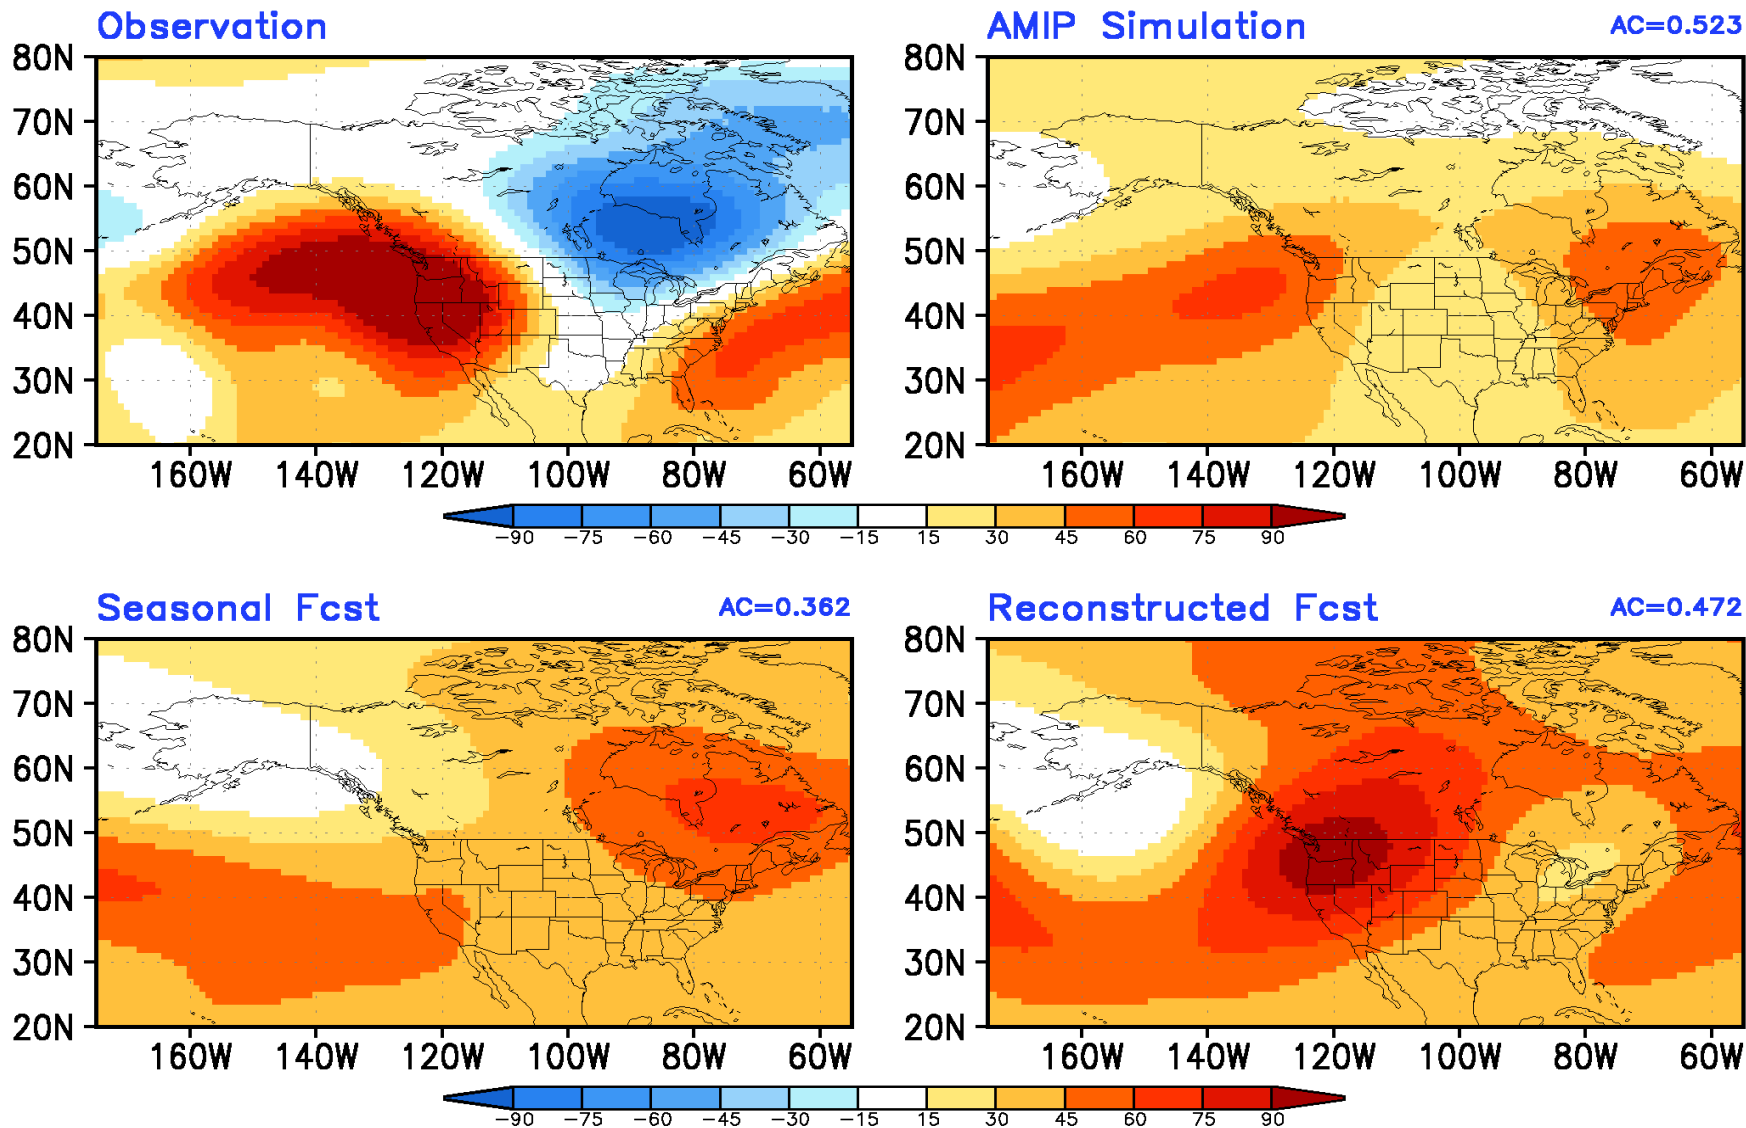 Observation
AMIP Simulation AC=0.523
80N 80N
70N 70N
60N 60N
50N 50N
40N 40N
30N 30N
20N 20N
160W 140W 120W 100W 80W 60W 160W 140W 120W 100W 80W 60W
−90 −75 −60 −45 −30 −15 15 30 45 60 75 90
Seasonal Fcst AC=0.362
Reconstructed Fcst AC=0.472
80N 80N
70N 70N
60N 60N
50N 50N
40N 40N
30N 30N
20N 20N
160W 140W 120W 100W 80W 60W 160W 140W 120W 100W 80W 60W
−90 −75 −60 −45 −30 −15 15 30 45 60 75 90